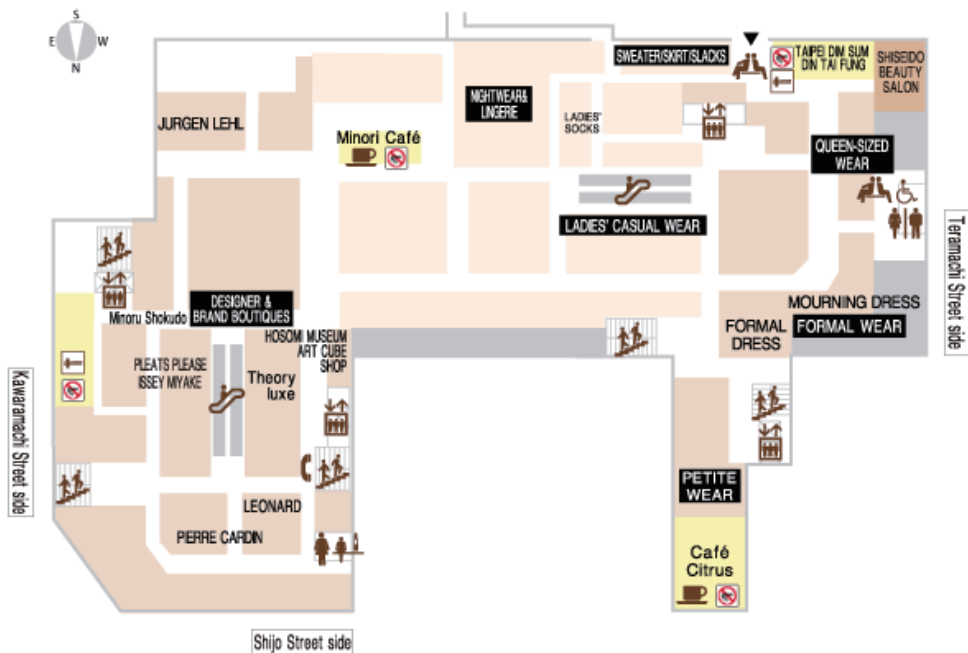 S
E W
N
SWEATER/SKIRT/SLACKS
TAIPEI DIM SUM
DIN TAI FUNG
SHISEIDO
BEAUTY
SALON
NIGHTWEAR&
LINGERIE
LADIES'
SOCKS
JURGEN LEHL
Minori Café
QUEEN-SIZED
WEAR
LADIES' CASUAL WEAR
Teramachi Street side
DESIGNER &
BRAND BOUTIQUES
Minoru Shokudo
MOURNING DRESS
FORMAL WEAR
FORMAL
DRESS
HOSOMI MUSEUM
ART CUBE
SHOP
PLEATS PLEASE
ISSEY MIYAKE
Theory
luxe
Kawaramachi Street side
PETITE
WEAR
LEONARD
PIERRE CARDIN
Café
Citrus
Shijo Street side